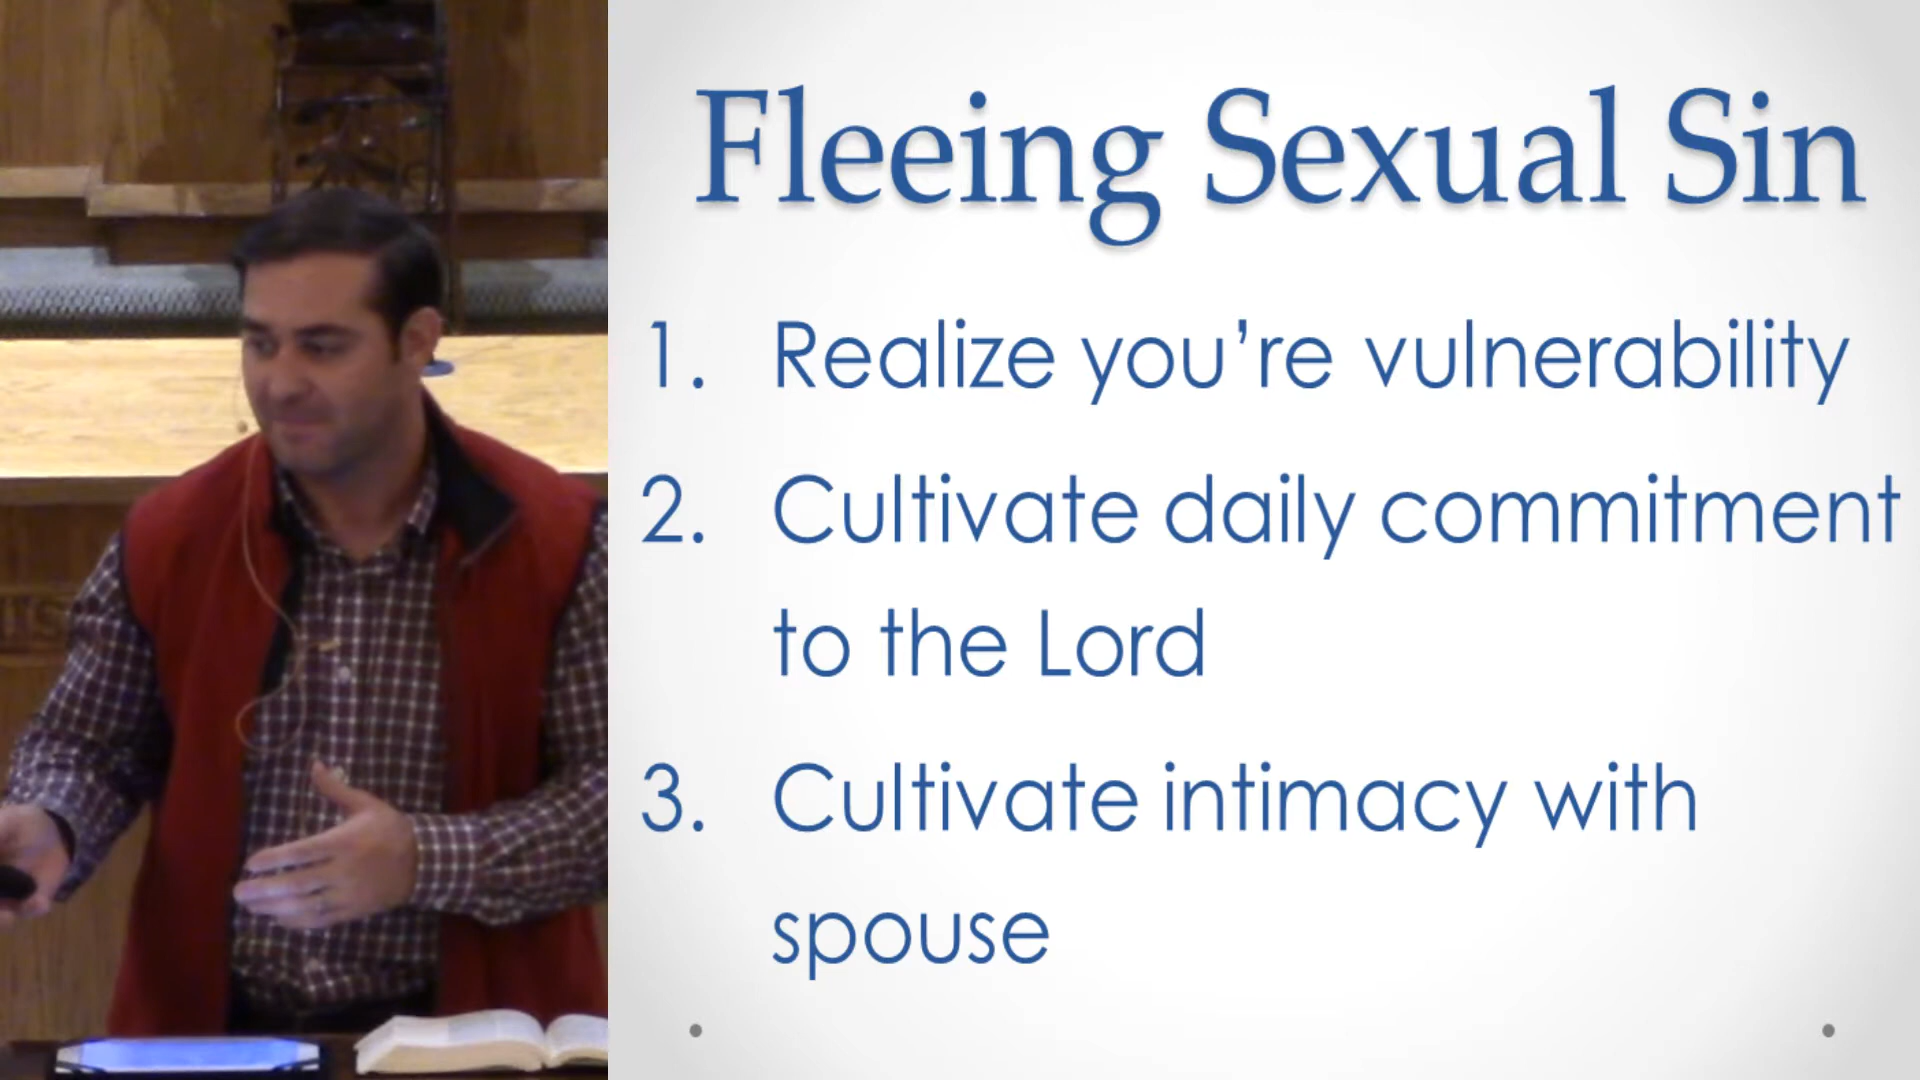 Fleeing Sexual Sin
1. Realize you’re vulnerability
2. Cultivate daily commitment
to the Lord
3. Cultivate intimacy with
spouse